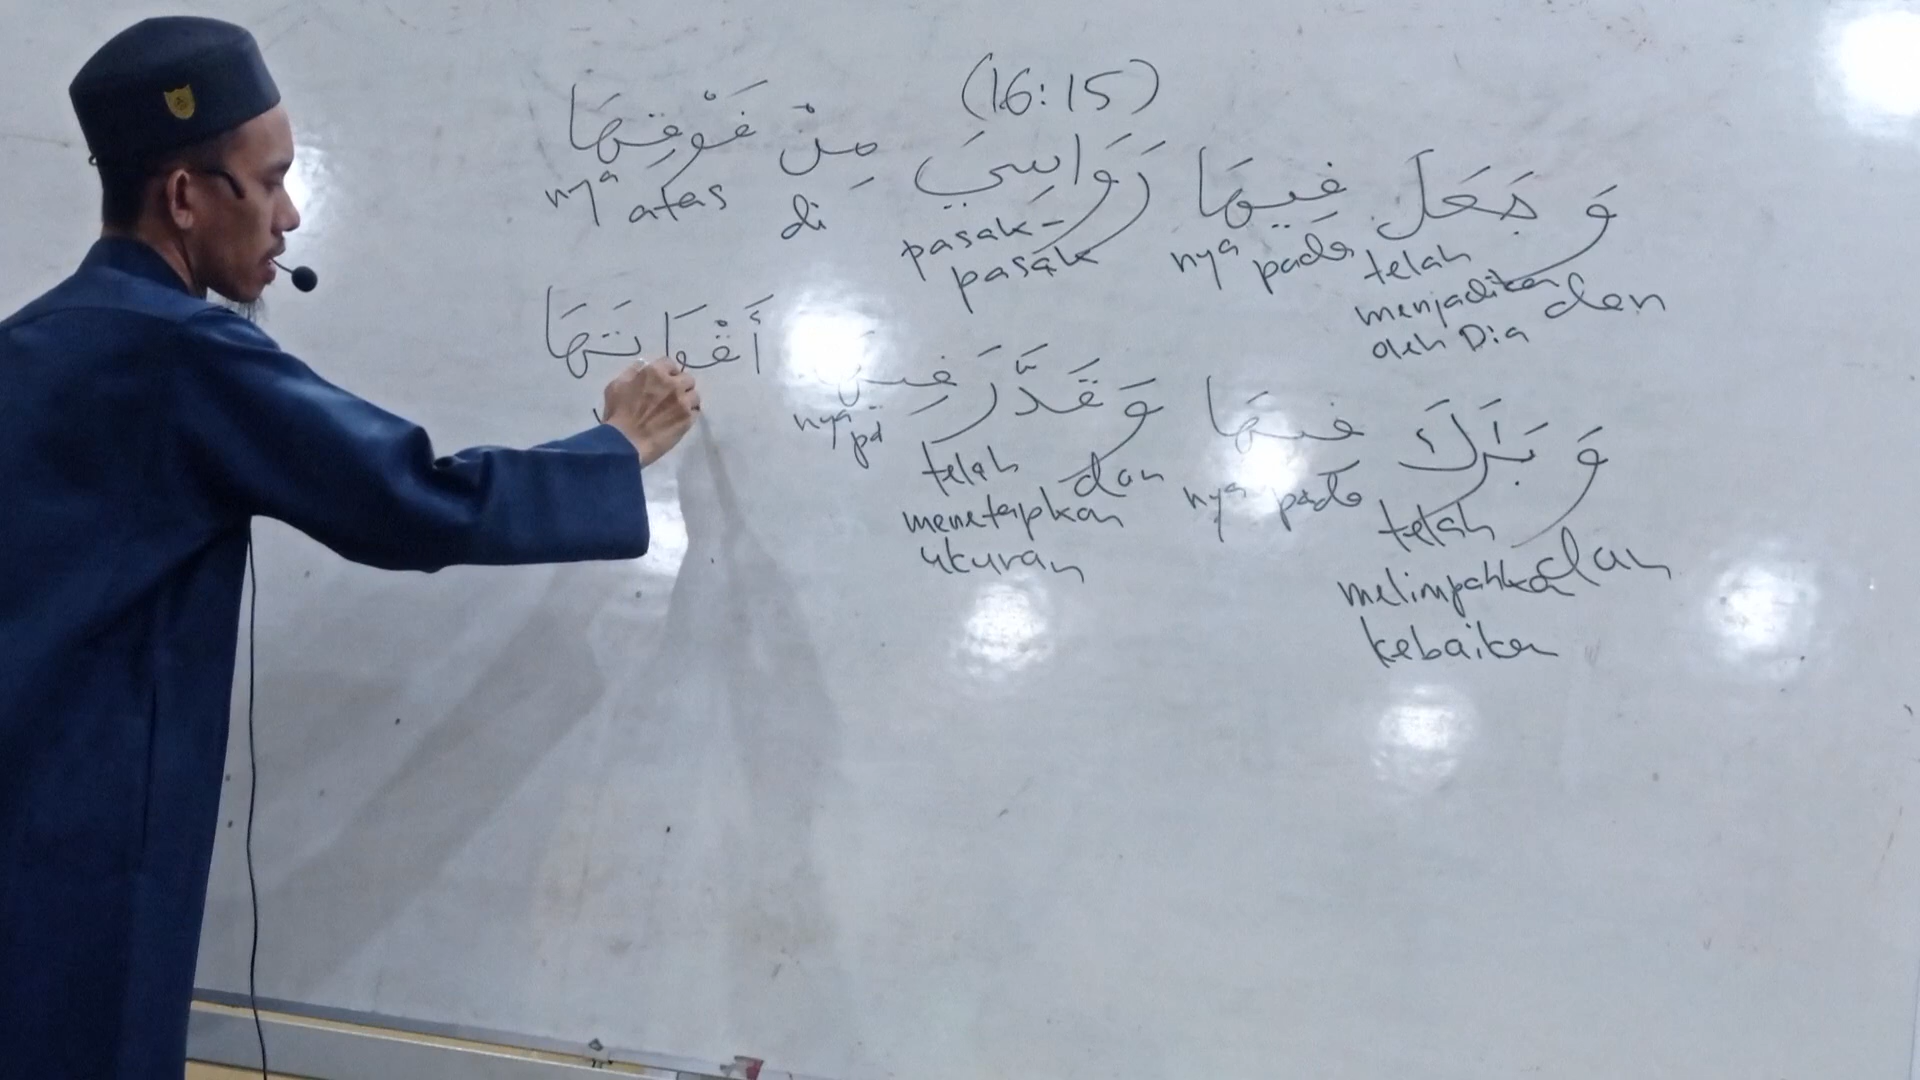 (16:15)
وَ جَعَلَ فِيهَا رَوَاسِيَ مِنْ فَوْقِهَا
dan telah pada nya pasak- di atas nya
menjadikan pasak
oleh Dia
وَ بَارَكَ فِيهَا وَ قَدَّرَ فِيهَا أَقْوَاتَهَا
dan telah pada nya dan telah pd nya
melimpahkan menetapkan
kebaikan ukuran